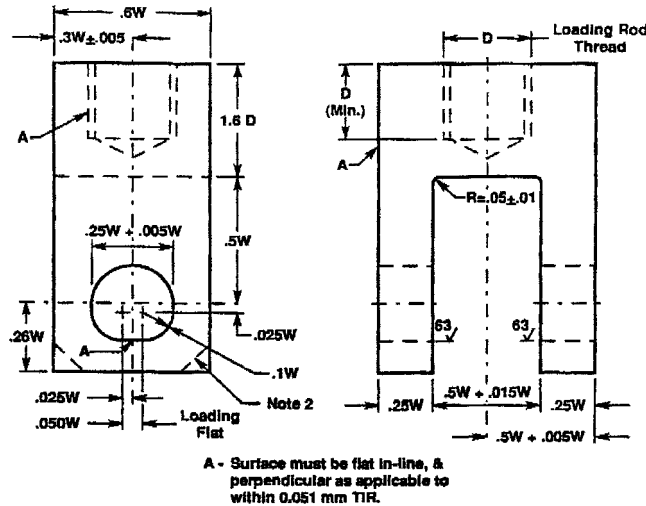 .6W
.3W±.005
D
Loading Rod
Thread
D
(Min.)
1.6 D
A
A
R=.05±.01
.25W + .005W
.5W
.26W
.025W
63
63
A
.1W
.025W
Note 2
.050W
Loading
Flat
.25W
.5W + .015W
.25W
.5W + .005W
A - Surface must be flat in-line, &
perpendicular as applicable to
within 0.051 mm TIR.